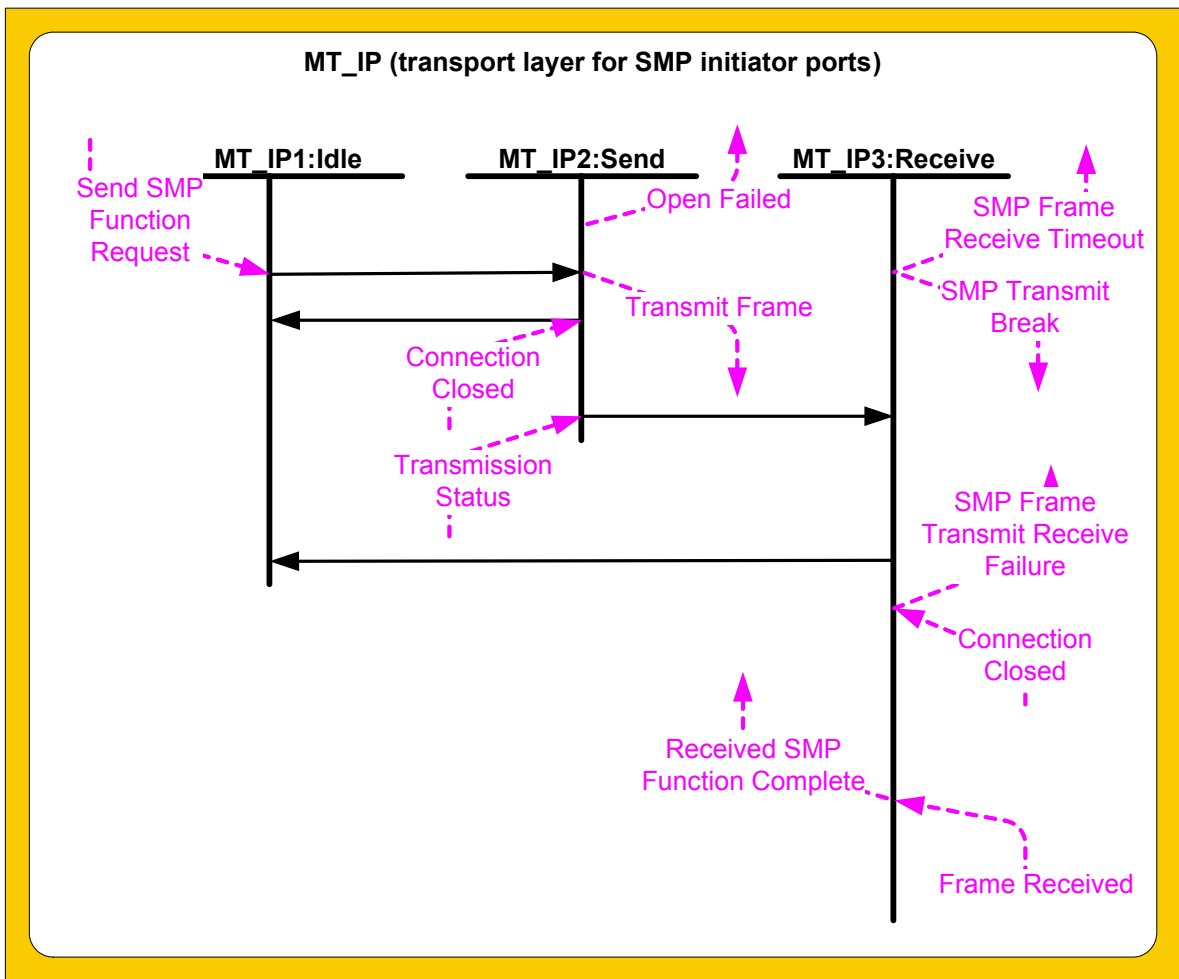 MT_IP (transport layer for SMP initiator ports)
MT_IP1:Idle
MT_IP2:Send
MT_IP3:Receive
Send SMP
Function
Request
Open Failed
SMP Frame
Receive Timeout
Transmit Frame
SMP Transmit
Break
Connection
Closed
Transmission
Status
SMP Frame
Transmit Receive
Failure
Connection
Closed
Received SMP
Function Complete
Frame Received